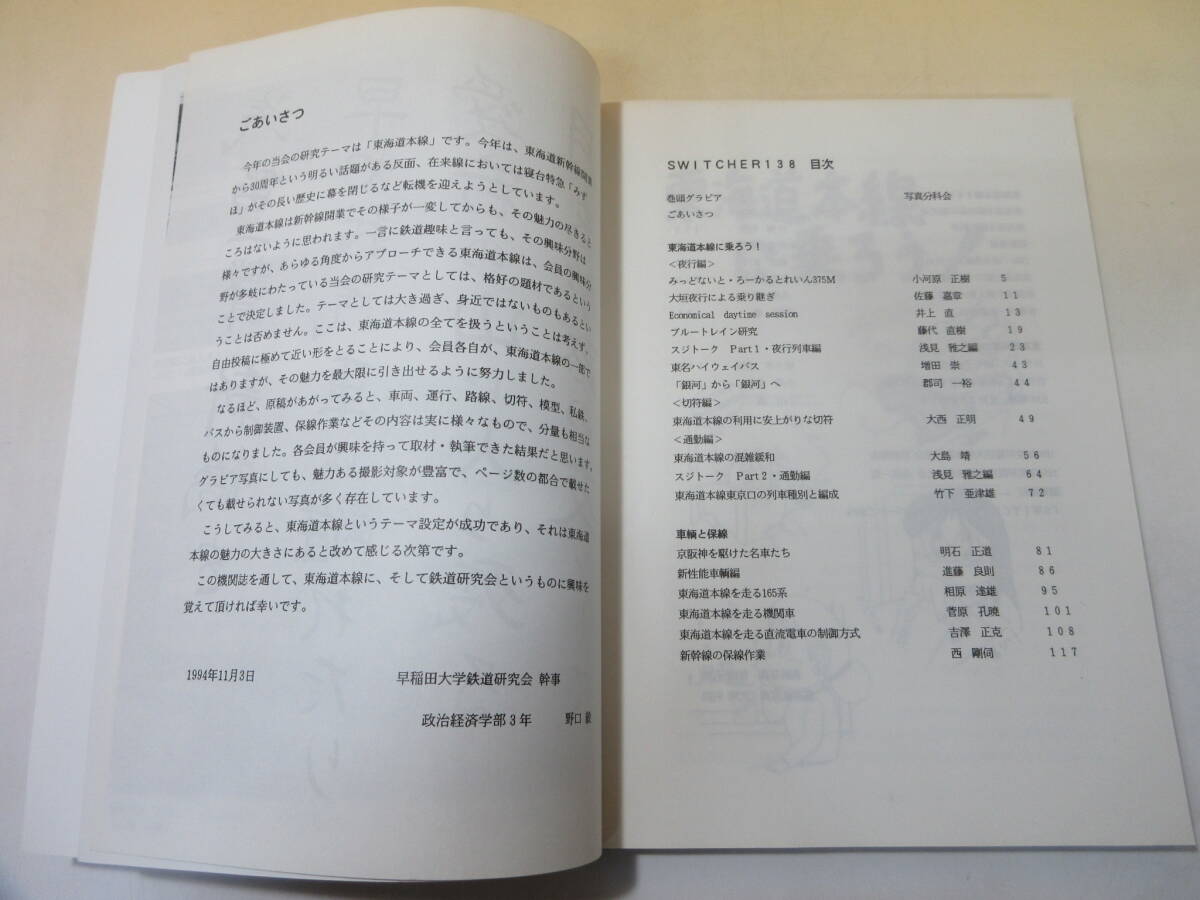 ごあいさつ
今年の当会の研究テーマは「東海道本線」です。今年は、東海道新幹線開業
から30周年という明るい話題がある反面、在来線においては寝台特急「みず
ほ」がその長い歴史に幕を閉じるなど転機を迎えようとしています。
東海道本線は新幹線開業でその様子が一変してからも、その魅力の尽きると
ころはないように思われます。一言に鉄道趣味と言っても、その興味分野は
様々ですが、あらゆる角度からアプローチできる東海道本線は、会員の興味分
野が多岐にわたっている当会の研究テーマとしては、格好の題材であるという
ことで決定しました。テーマとしては大き過ぎ、身近ではないものもあるとい
うことは否めません。ここは、東海道本線の全てを扱うということは考えず、
自由投稿に極めて近い形をとることにより、会員各自が、東海道本線の一部で
はありますが、その魅力を最大限に引き出せるように努力しました。
なるほど、原稿があがってみると、車両、運行、路線、切符、模型、私鉄、
バスから制御装置、保線作業などその内容は実に様々なもので、分量も相当な
ものになりました。各会員が興味を持って取材・執筆できた結果だと思います。
グラビア写真にしても、魅力ある撮影対象が豊富で、ページ数の都合で載せた
くても載せられない写真が多く存在しています。
こうしてみると、東海道本線というテーマ設定が成功であり、それは東海道
本線の魅力の大きさにあると改めて感じる次第です。
この機関誌を通して、東海道本線に、そして鉄道研究会というものに興味を
覚えて頂ければ幸いです。
1994年11月3日
早稲田大学鉄道研究会 幹事
政治経済学部3年 野口
SWITCHER138 目次
巻頭グラビア 写真分科会
ごあいさつ
東海道本線に乗ろう！
＜夜行編＞
みっどないと・ろーかるとれいん375M 小河原 正樹 5
大垣夜行による乗り継ぎ 佐藤 嘉章 11
Economical daytime session 井上 直 13
ブルートレイン研究 藤代 直樹 19
スジトーク Part1・夜行列車編 浅見 雅之編 23
東名ハイウェイバス 増田 崇 43
「銀河」から「銀河」へ 郡司 一裕 44
＜切符編＞
東海道本線の利用に安上がりな切符 大西 正明 49
＜通勤編＞
東海道本線の混雑緩和 大島 靖 56
スジトーク Part2・通勤編 浅見 雅之編 64
東海道本線東京口の列車種別と編成 竹下 亜津雄 72
車輌と保線
京阪神を駆けた名車たち 明石 正道 81
新性能車輌編 進藤 良則 86
東海道本線を走る165系 相原 達雄 95
東海道本線を走る機関車 菅原 孔暁 101
東海道本線を走る直流電車の制御方式 吉澤 正克 108
新幹線の保線作業 西 剛伺 117